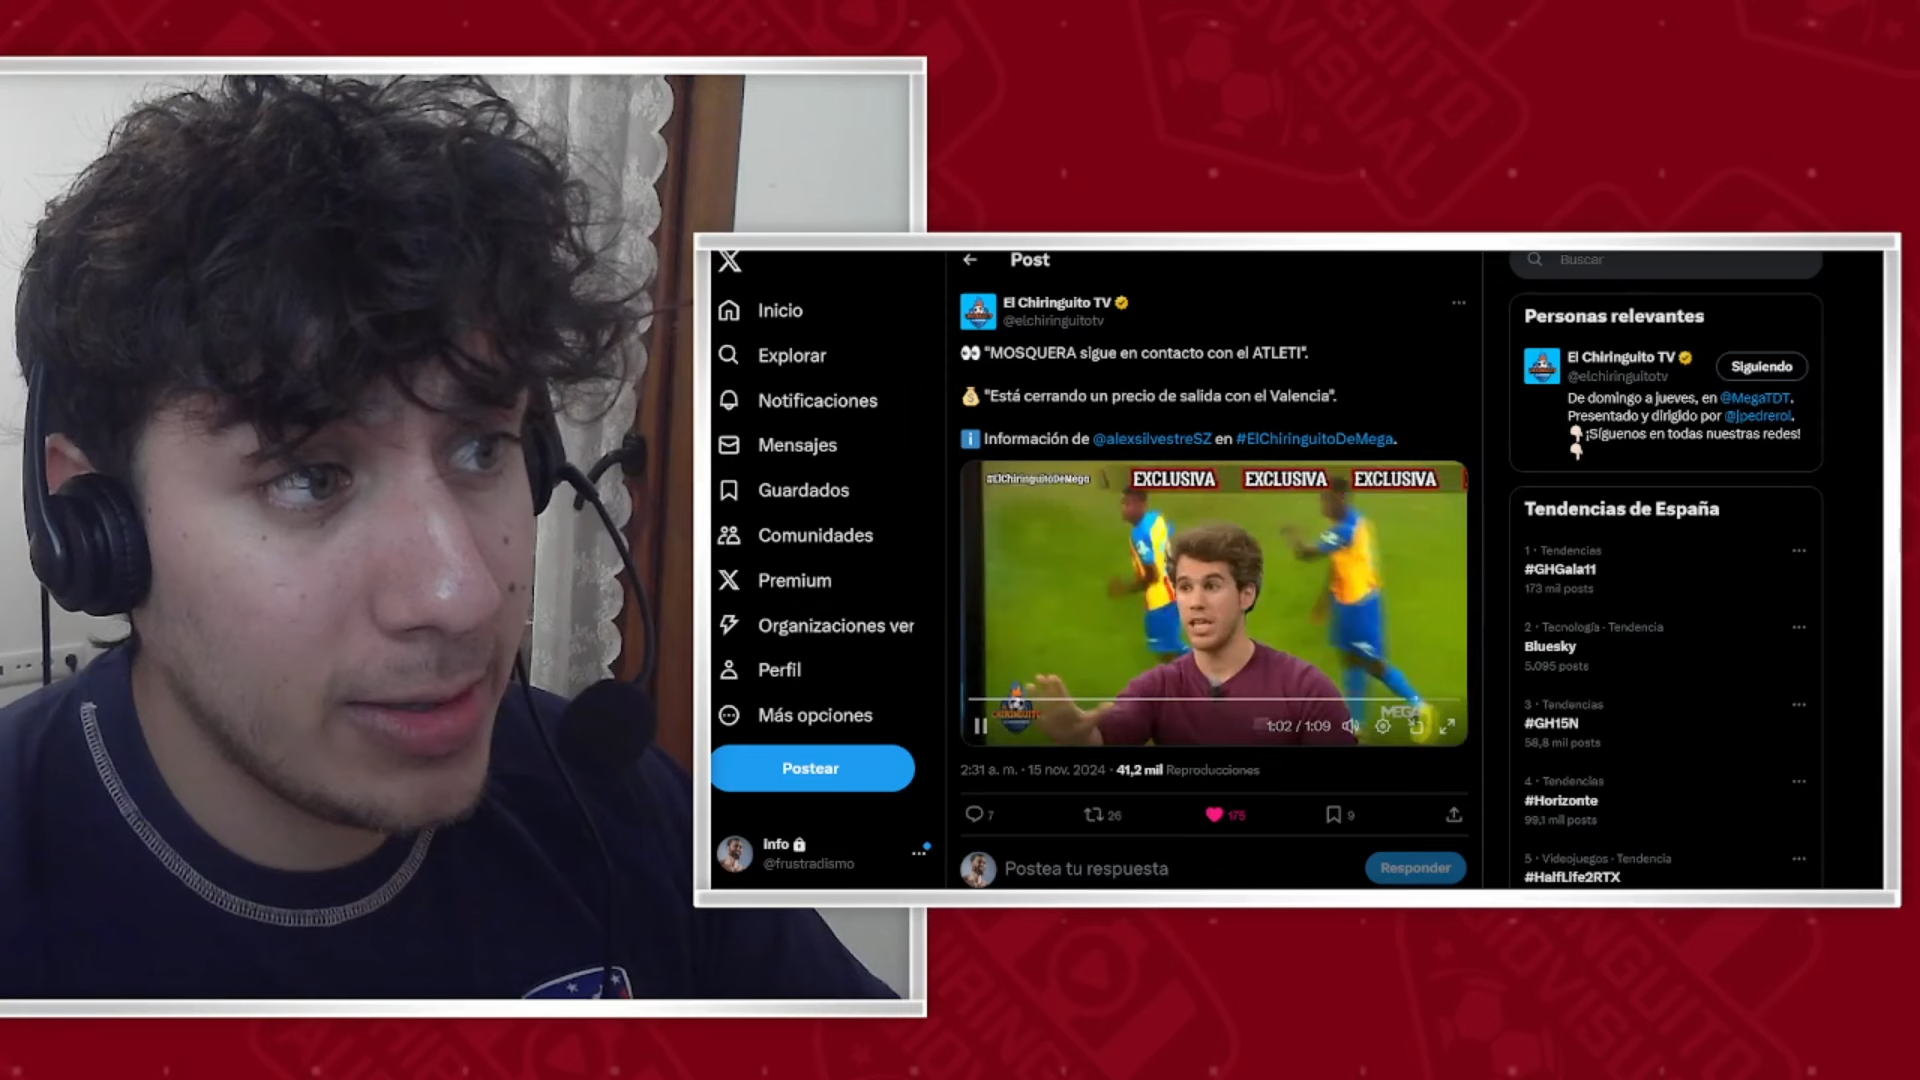 Inicio
Explorar
Notificaciones
Mensajes
Guardados
Comunidades
Premium
Organizaciones ver
Perfil
Más opciones
Postear
Info
@frustradismo
Post
El Chiringuito TV
@elchiringuitotv
👀 "MOSQUERA sigue en contacto con el ATLETI".
💰 "Está cerrando un precio de salida con el Valencia".
ℹ️ Información de @alexsilvestreSZ en #ElChiringuitoDeMega.
#ElChiringuitoDeMega
EXCLUSIVA EXCLUSIVA EXCLUSIVA
CHIRINGUITO
MEGA
1:02 / 1:09
2:31 a. m. · 15 nov. 2024 · 41,2 mil Reproducciones
7 26 175 9
Postea tu respuesta
Responder
Buscar
Personas relevantes
El Chiringuito TV
@elchiringuitotv
Siguiendo
De domingo a jueves, en @MegaTDT.
Presentado y dirigido por @jpedrerol.
👇¡Síguenos en todas nuestras redes!
👇
Tendencias de España
1 · Tendencias
#GHGala11
173 mil posts
2 · Tecnología · Tendencia
Bluesky
5.095 posts
3 · Tendencias
#GH15N
58,8 mil posts
4 · Tendencias
#Horizonte
99,1 mil posts
5 · Videojuegos · Tendencia
#HalfLife2RTX